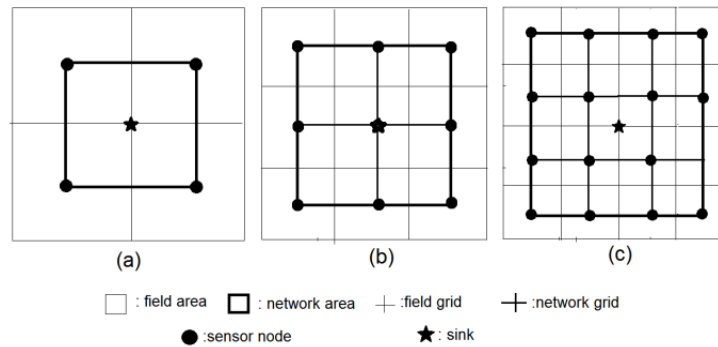 (a) (b) (c)
: field area : network area :field grid :network grid
:sensor node : sink